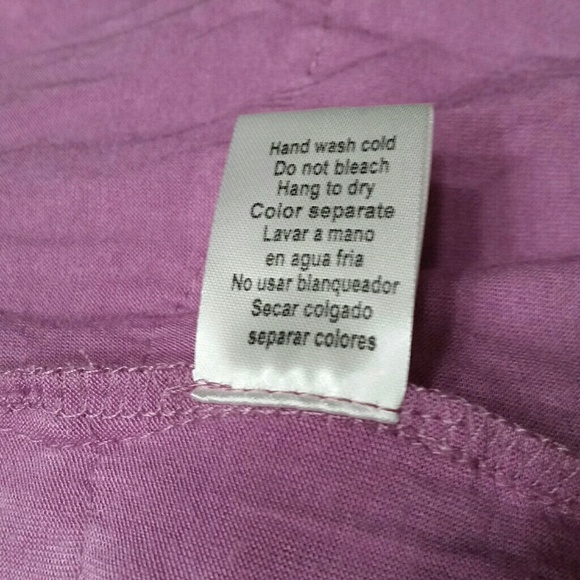 Hand wash cold
Do not bleach
Hang to dry
Color separate
Lavar a mano
en agua fria
No usar blanqueador
Secar colgado
separar colores